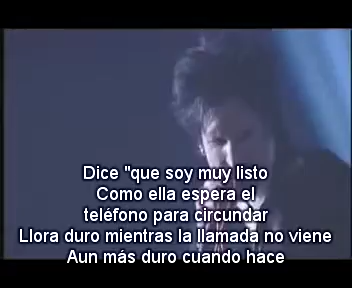 Dice "que soy muy listo
Como ella espera el
teléfono para circundar
Llora duro mientras la llamada no viene
Aun más duro cuando hace